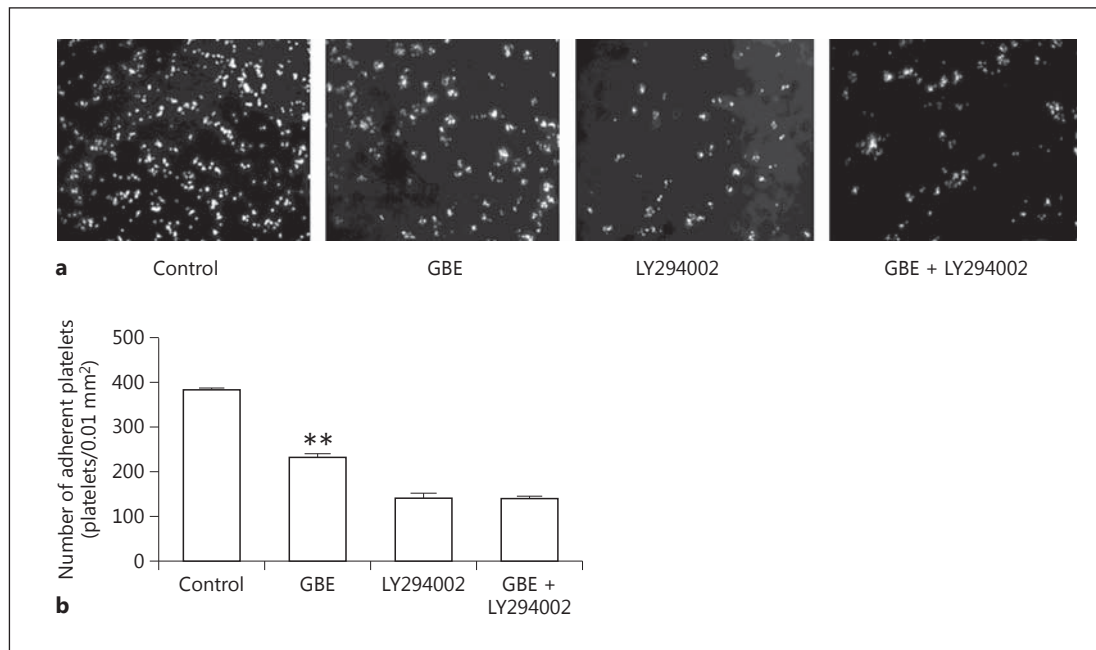 a
Control
GBE
LY294002
GBE + LY294002
Number of adherent platelets
(platelets/0.01 mm²)
500
400
300
200
100
0
**
Control
GBE
LY294002
GBE +
LY294002
b